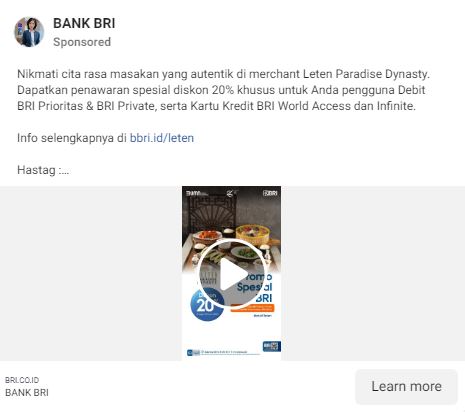 BANK BRI
Sponsored
Nikmati cita rasa masakan yang autentik di merchant Leten Paradise Dynasty.
Dapatkan penawaran spesial diskon 20% khusus untuk Anda pengguna Debit
BRI Prioritas & BRI Private, serta Kartu Kredit BRI World Access dan Infinite.
Info selengkapnya di bbri.id/leten
Hastag :...
BRI
Promo
Spesial
BRI
20
BRI.CO.ID
BANK BRI
Learn more